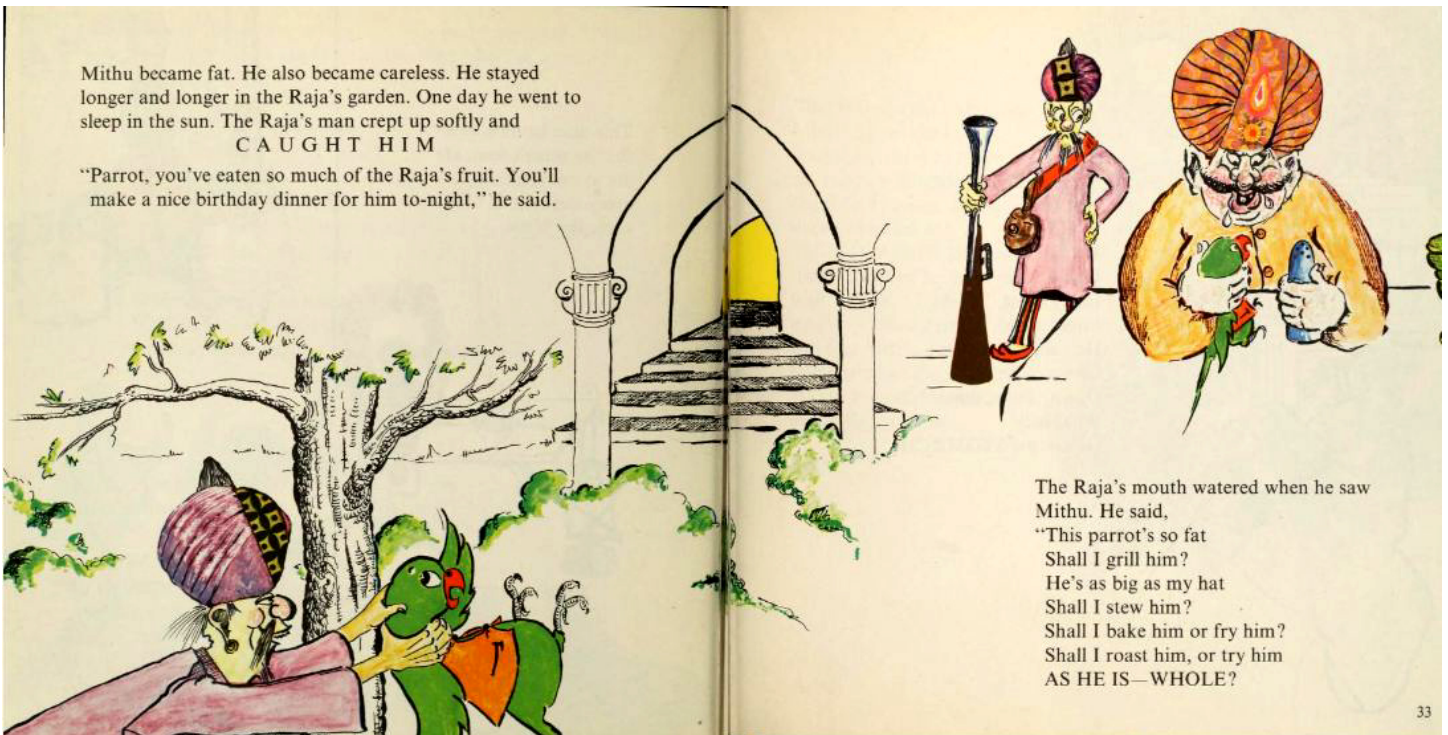 Mithu became fat. He also became careless. He stayed
longer and longer in the Raja's garden. One day he went to
sleep in the sun. The Raja's man crept up softly and
CAUGHT HIM
“Parrot, you've eaten so much of the Raja's fruit. You'll
make a nice birthday dinner for him to-night,” he said.
The Raja's mouth watered when he saw
Mithu. He said,
“This parrot's so fat
Shall I grill him?
He's as big as my hat
Shall I stew him?
Shall I bake him or fry him?
Shall I roast him, or try him
AS HE IS—WHOLE?
33